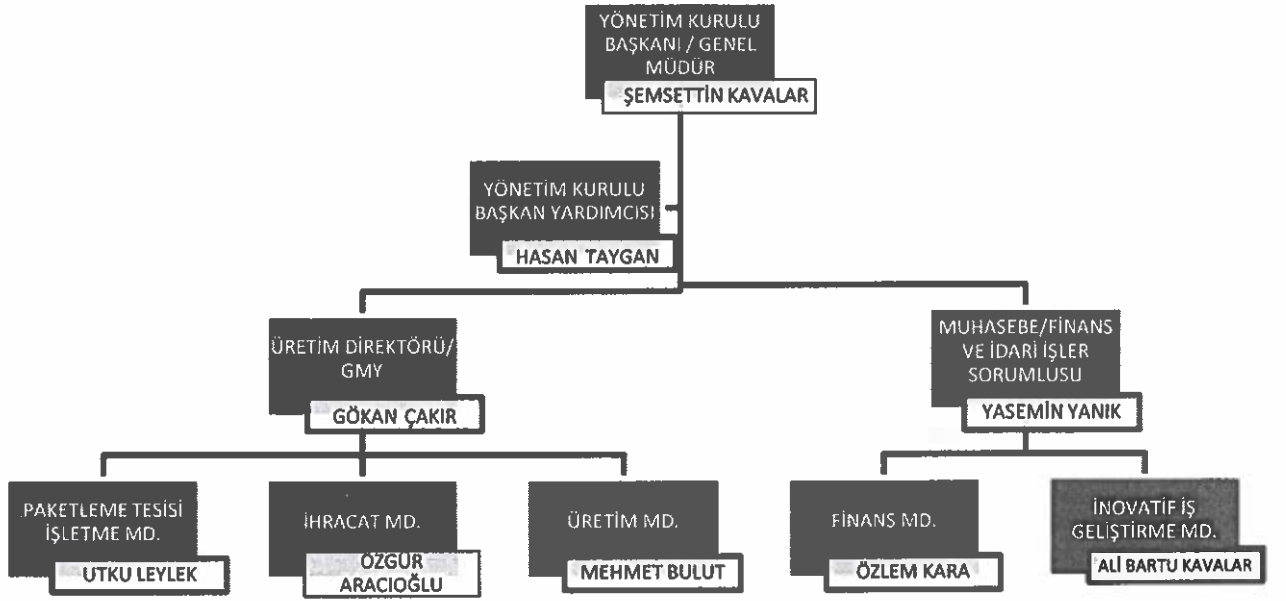 YÖNETİM KURULU
BAŞKANI / GENEL
MÜDÜR
ŞEMSETTİN KAVALAR
YÖNETİM KURULU
BAŞKAN YARDIMCISI
HASAN TAYGAN
ÜRETİM DİREKTÖRÜ/
GMY
GÖKAN ÇAKIR
MUHASEBE/FİNANS
VE İDARİ İŞLER
SORUMLUSU
YASEMİN YANIK
PAKETLEME TESİSİ
İŞLETME MD.
UTKU LEYLEK
İHRACAT MD.
ÖZGÜR
ARACIOĞLU
ÜRETİM MD.
MEHMET BULUT
FİNANS MD.
ÖZLEM KARA
İNOVATİF İŞ
GELİŞTİRME MD.
ALİ BARTU KAVALAR